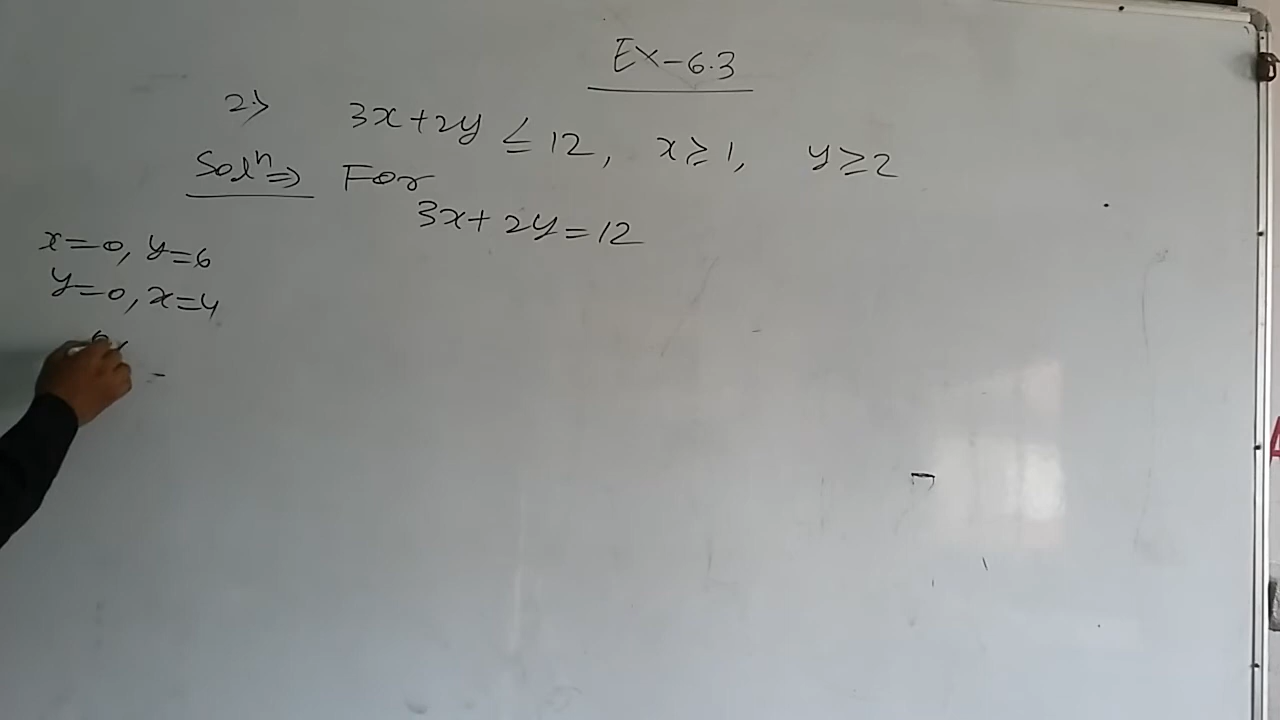 Ex-6.3
2.> 3x+2y ≤ 12, x ≥ 1, y ≥ 2
Solⁿ⇒ For
3x+2y=12
x=0, y=6
y=0, x=4